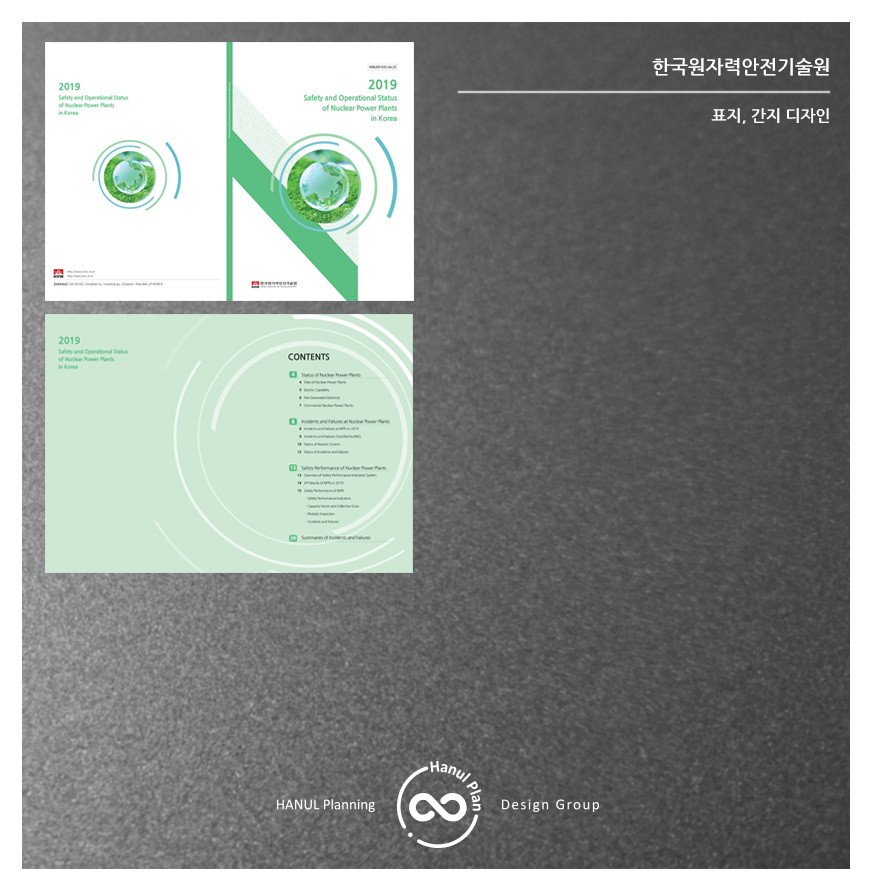 한국원자력안전기술원
표지, 간지 디자인
2019
Safety and Operational Status
of Nuclear Power Plants
in Korea
2019
Safety and Operational Status
of Nuclear Power Plants
in Korea
한국원자력안전기술원
2019
Safety and Operational Status
of Nuclear Power Plants
in Korea
CONTENTS
4 Status of Nuclear Power Plants
4 Sites of Nuclear Power Plants
5 Electric Capability
6 Net Generated Electricity
7 Commercial Nuclear Power Plants
8 Incidents and Failures at Nuclear Power Plants
8 Incidents and Failures at NPPs in 2019
9 Incidents and Failures Classified by INES
10 Status of Reactor Scrams
12 Status of Incidents and Failures
13 Safety Performance of Nuclear Power Plants
13 Overview of Safety Performance Indicators System
14 SPI Results of NPPs in 2019
15 Safety Performance of NPPs
- Safety Performance Indicators
- Capacity Factor and Collective Dose
- Periodic Inspection
- Incidents and Failures
Summaries of Incidents and Failures
HANUL Planning
Hanul Plan
Design Group